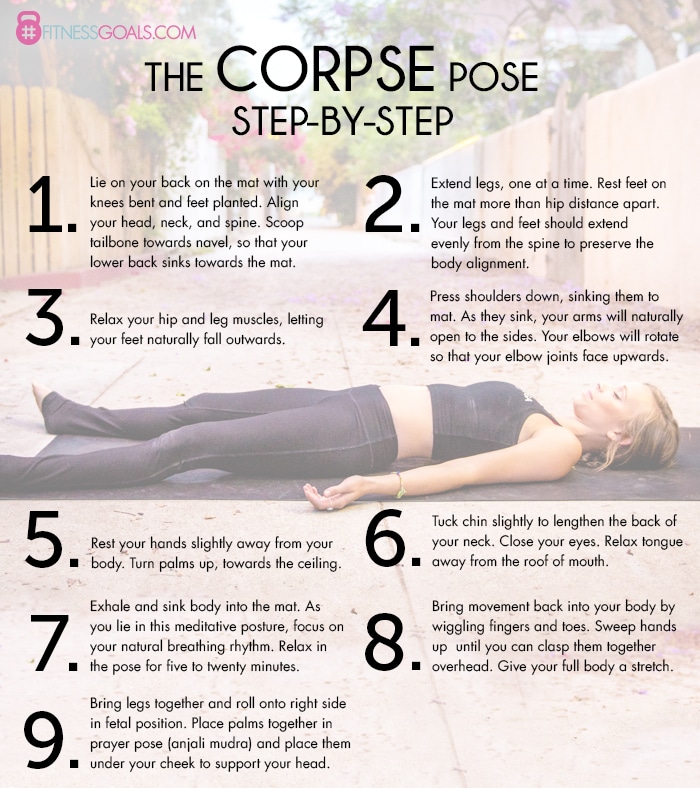 #FITNESSGOALS.COM
THE CORPSE POSE
STEP-BY-STEP
1.
Lie on your back on the mat with your
knees bent and feet planted. Align
your head, neck, and spine. Scoop
tailbone towards navel, so that your
lower back sinks towards the mat.
2.
Extend legs, one at a time. Rest feet on
the mat more than hip distance apart.
Your legs and feet should extend
evenly from the spine to preserve the
body alignment.
3.
Relax your hip and leg muscles, letting
your feet naturally fall outwards.
4.
Press shoulders down, sinking them to
mat. As they sink, your arms will naturally
open to the sides. Your elbows will rotate
so that your elbow joints face upwards.
5.
Rest your hands slightly away from your
body. Turn palms up, towards the ceiling.
6.
Tuck chin slightly to lengthen the back of
your neck. Close your eyes. Relax tongue
away from the roof of mouth.
7.
Exhale and sink body into the mat. As
you lie in this meditative posture, focus on
your natural breathing rhythm. Relax in
the pose for five to twenty minutes.
8.
Bring movement back into your body by
wiggling fingers and toes. Sweep hands
up until you can clasp them together
overhead. Give your full body a stretch.
9.
Bring legs together and roll onto right side
in fetal position. Place palms together in
prayer pose (anjali mudra) and place them
under your cheek to support your head.